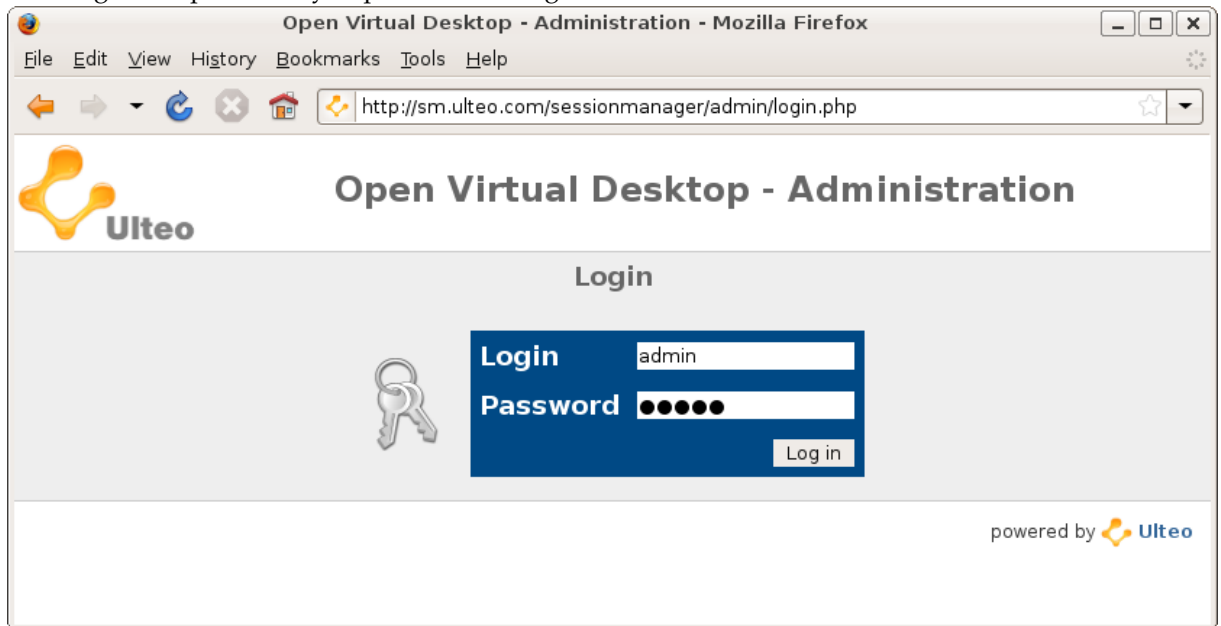 Open Virtual Desktop - Administration - Mozilla Firefox
File Edit View History Bookmarks Tools Help
http://sm.ulteo.com/sessionmanager/admin/login.php
Ulteo
Open Virtual Desktop - Administration
Login
Login admin
Password ●●●●●
Log in
powered by Ulteo